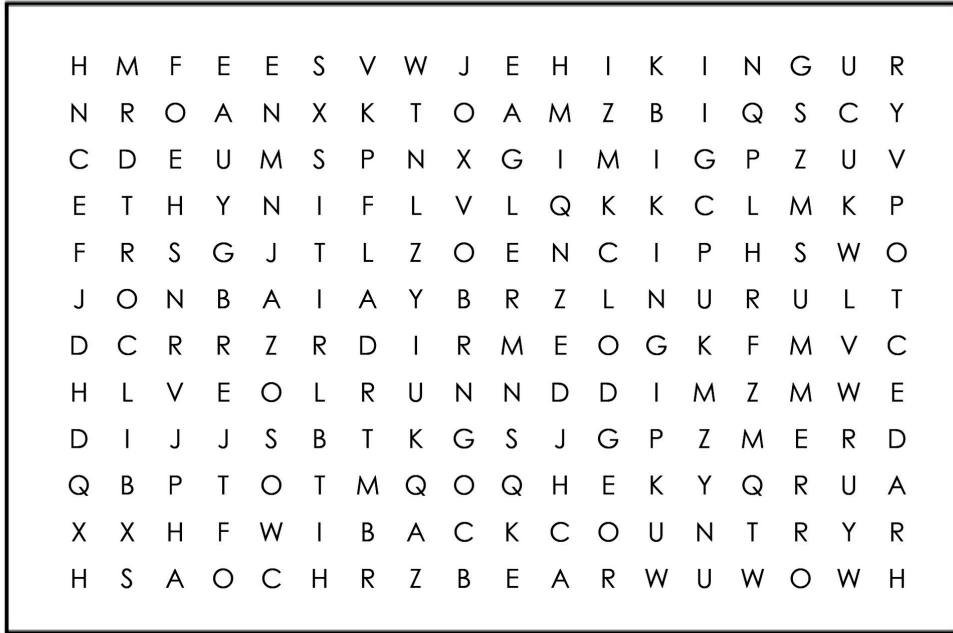 H M F E E S V W J E H I K I N G U R
N R O A N X K T O A M Z B I Q S C Y
C D E U M S P N X G I M I G P Z U V
E T H Y N I F L V L Q K K C L M K P
F R S G J T L Z O E N C I P H S W O
J O N B A I A Y B R Z L N U R U L T
D C R R Z R D I R M E O G K F M V C
H L V E O L R U N N D D I M Z M W E
D I J J S B T K G S J G P Z M E R D
Q B P T O T M Q O Q H E K Y Q R U A
X X H F W I B A C K C O U N T R Y R
H S A O C H R Z B E A R W U W O W H